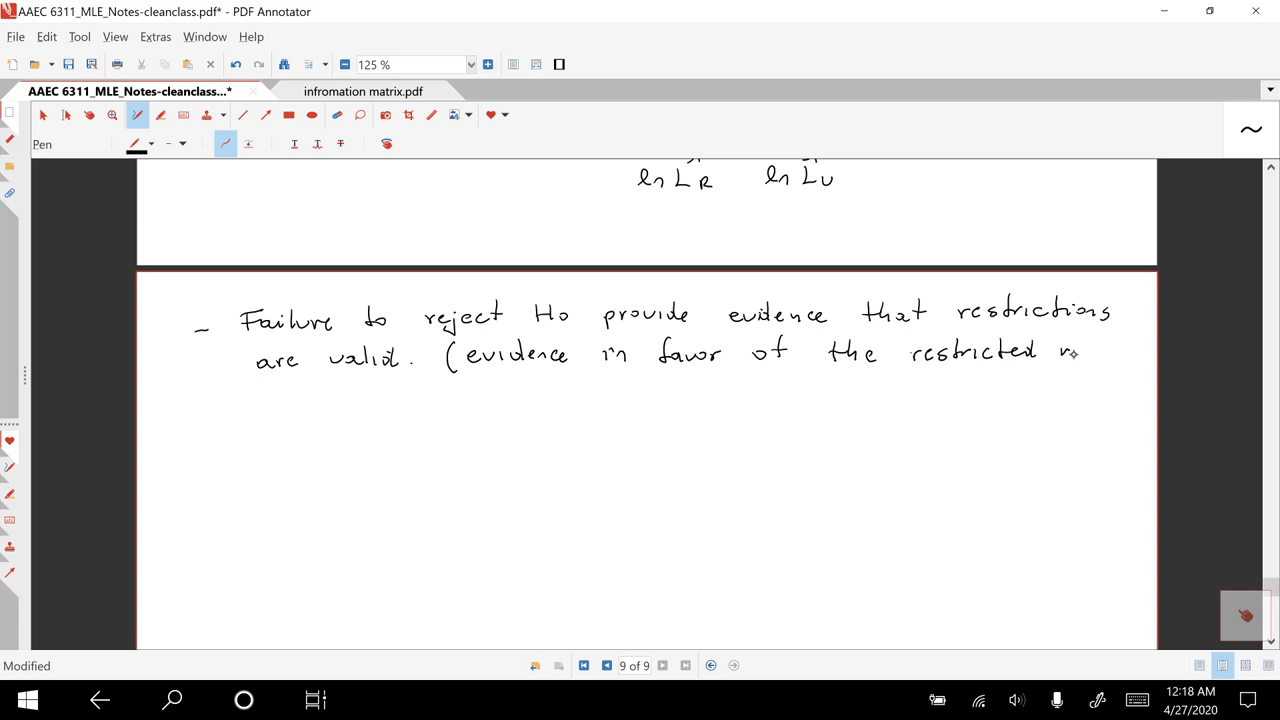 AAEC 6311_MLE_Notes-cleanclass.pdf* - PDF Annotator
File Edit Tool View Extras Window Help
125 %
AAEC 6311_MLE_Notes-cleanclass...* infromation matrix.pdf
Pen
ln L R ln L U
- Failure to reject Ho provide evidence that restrictions
are valid. (evidence in favor of the restricted
Modified
9 of 9
12:18 AM
4/27/2020